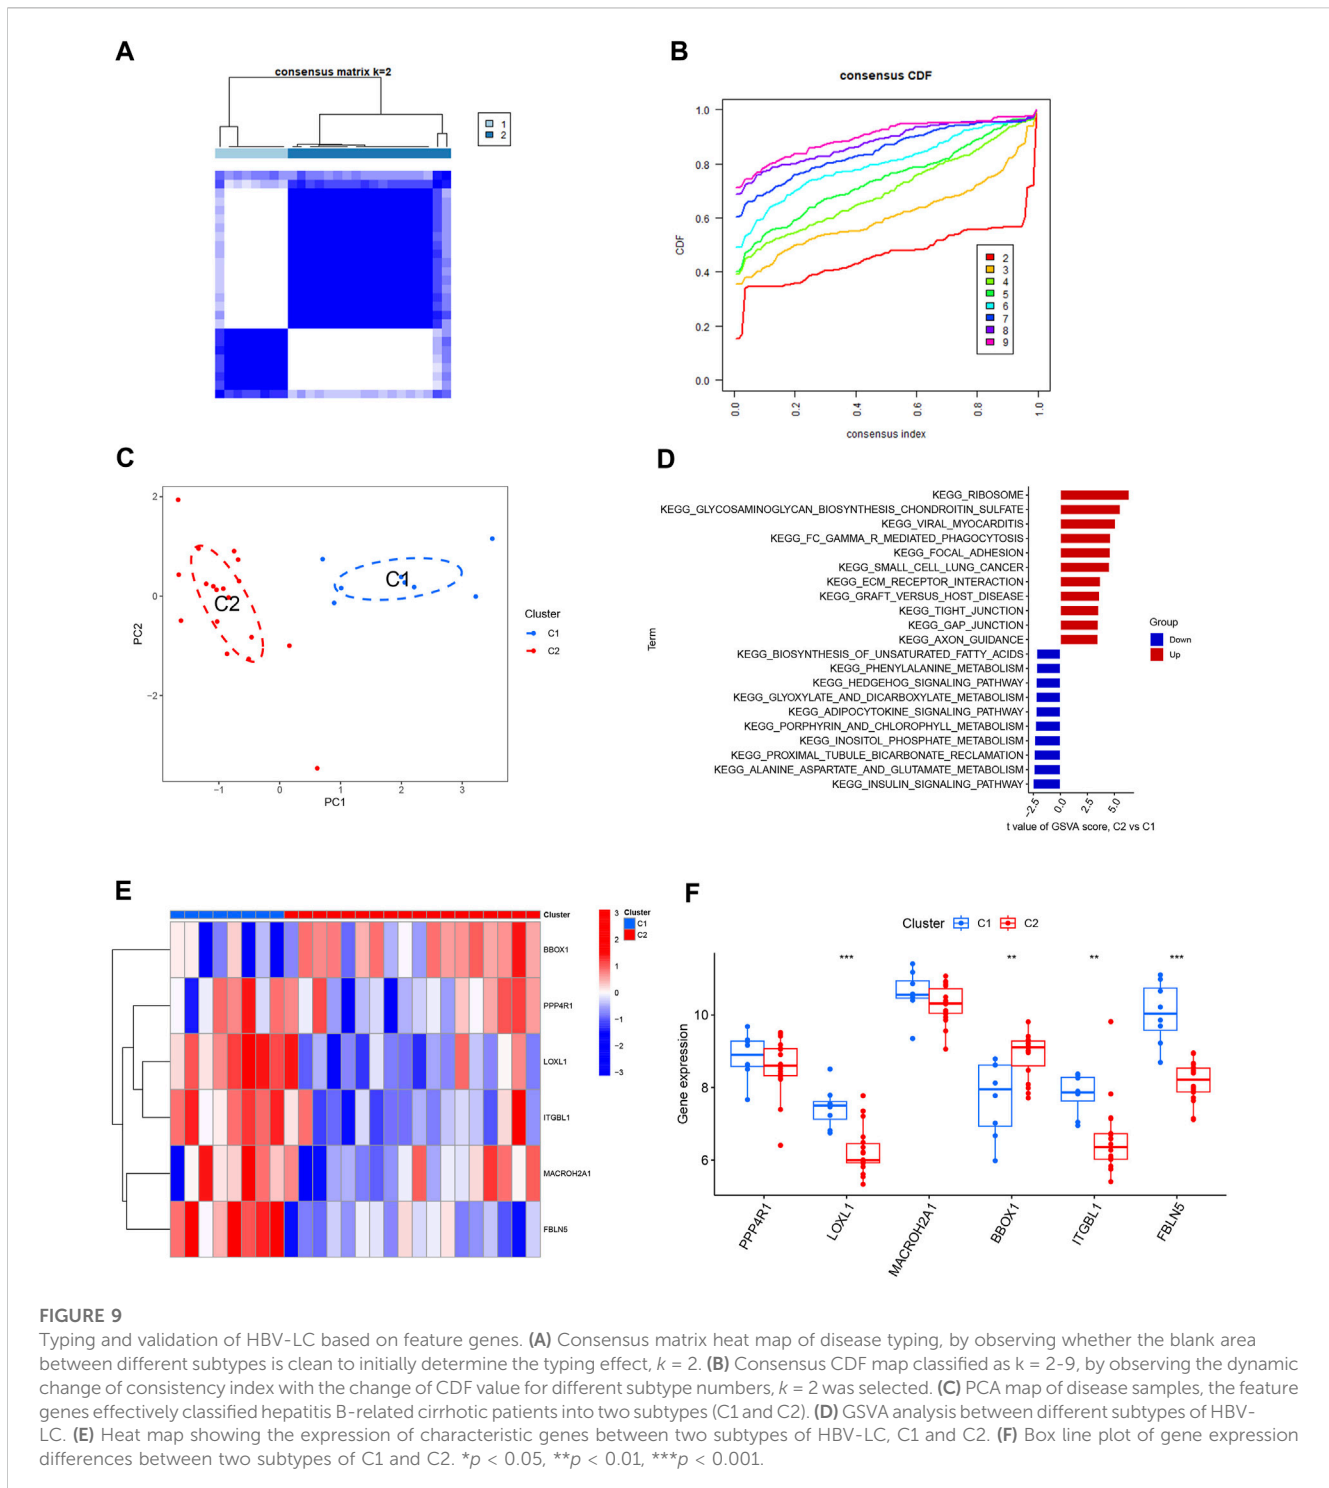 A
consensus matrix k=2
1
2
B
consensus CDF
1.0
0.8
0.6
0.4
0.2
0.0
CDF
2
3
4
5
6
7
8
9
0.0
0.2
0.4
0.6
0.8
1.0
consensus index
C
2
0
−2
PC2
−1
0
1
2
3
PC1
C1
C2
Cluster
C1
C2
D
KEGG_RIBOSOME
KEGG_GLYCOSAMINOGLYCAN_BIOSYNTHESIS_CHONDROITIN_SULFATE
KEGG_VIRAL_MYOCARDITIS
KEGG_FC_GAMMA_R_MEDIATED_PHAGOCYTOSIS
KEGG_FOCAL_ADHESION
KEGG_SMALL_CELL_LUNG_CANCER
KEGG_ECM_RECEPTOR_INTERACTION
KEGG_GRAFT_VERSUS_HOST_DISEASE
KEGG_TIGHT_JUNCTION
KEGG_GAP_JUNCTION
KEGG_AXON_GUIDANCE
KEGG_BIOSYNTHESIS_OF_UNSATURATED_FATTY_ACIDS
KEGG_PHENYLALANINE_METABOLISM
KEGG_HEDGEHOG_SIGNALING_PATHWAY
KEGG_GLYOXYLATE_AND_DICARBOXYLATE_METABOLISM
KEGG_ADIPOCYTOKINE_SIGNALING_PATHWAY
KEGG_PORPHYRIN_AND_CHLOROPHYLL_METABOLISM
KEGG_INOSITOL_PHOSPHATE_METABOLISM
KEGG_PROXIMAL_TUBULE_BICARBONATE_RECLAMATION
KEGG_ALANINE_ASPARTATE_AND_GLUTAMATE_METABOLISM
KEGG_INSULIN_SIGNALING_PATHWAY
Term
−2.5
0.0
2.5
5.0
t value of GSVA score, C2 vs C1
Group
Down
Up
E
Cluster
BBOX1
PPP4R1
LOXL1
ITGBL1
MACROH2A1
FBLN5
3
2
1
0
−1
−2
−3
Cluster
C1
C2
F
Cluster
C1
C2
***
**
**
***
10
8
6
Gene expression
PPP4R1
LOXL1
MACROH2A1
BBOX1
ITGBL1
FBLN5
FIGURE 9
Typing and validation of HBV-LC based on feature genes. (A) Consensus matrix heat map of disease typing, by observing whether the blank area
between different subtypes is clean to initially determine the typing effect, k = 2. (B) Consensus CDF map classified as k = 2-9, by observing the dynamic
change of consistency index with the change of CDF value for different subtype numbers, k = 2 was selected. (C) PCA map of disease samples, the feature
genes effectively classified hepatitis B-related cirrhotic patients into two subtypes (C1 and C2). (D) GSVA analysis between different subtypes of HBV-
LC. (E) Heat map showing the expression of characteristic genes between two subtypes of HBV-LC, C1 and C2. (F) Box line plot of gene expression
differences between two subtypes of C1 and C2. *p < 0.05, **p < 0.01, ***p < 0.001.